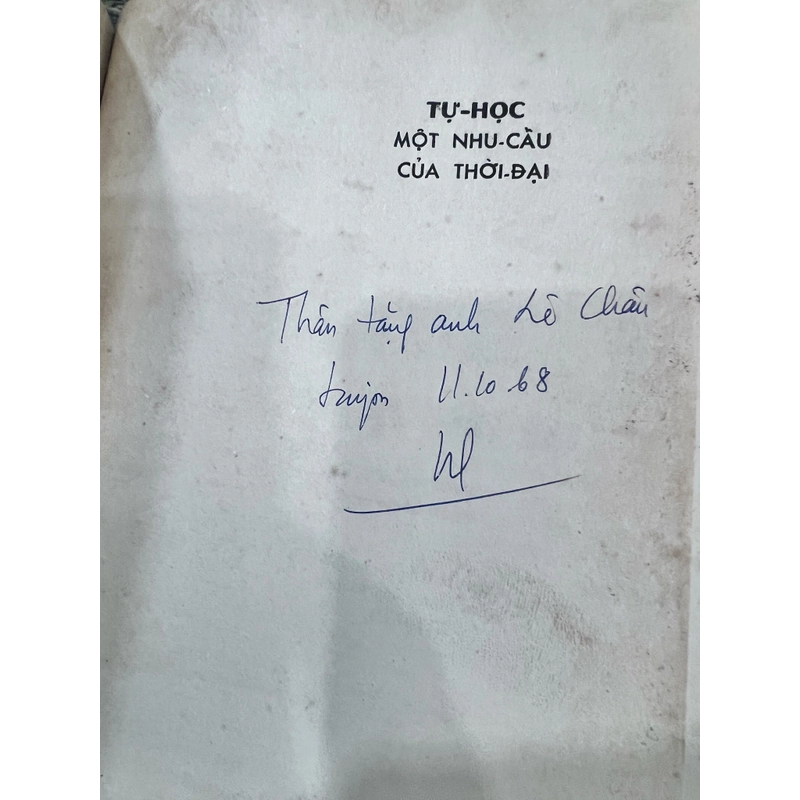 TỰ-HỌC
MỘT NHU-CẦU
CỦA THỜI-ĐẠI
Thân tặng anh Lê Châu
11.10.68